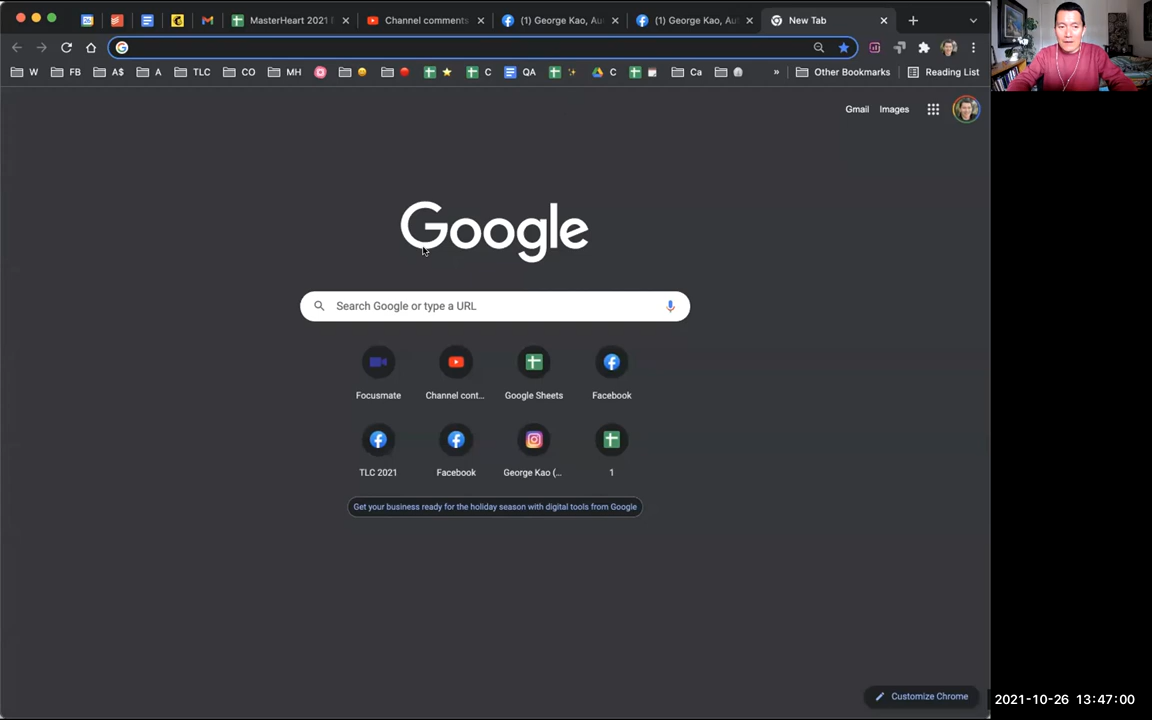 MasterHeart 2021
Channel comments
(1) George Kao, Au
(1) George Kao, Au
New Tab
W
FB
A$
A
TLC
CO
MH
C
QA
C
Ca
»
Other Bookmarks
Reading List
Gmail
Images
Google
Search Google or type a URL
Focusmate
Channel cont...
Google Sheets
Facebook
TLC 2021
Facebook
George Kao (...
1
Get your business ready for the holiday season with digital tools from Google
Customize Chrome
2021-10-26 13:47:00